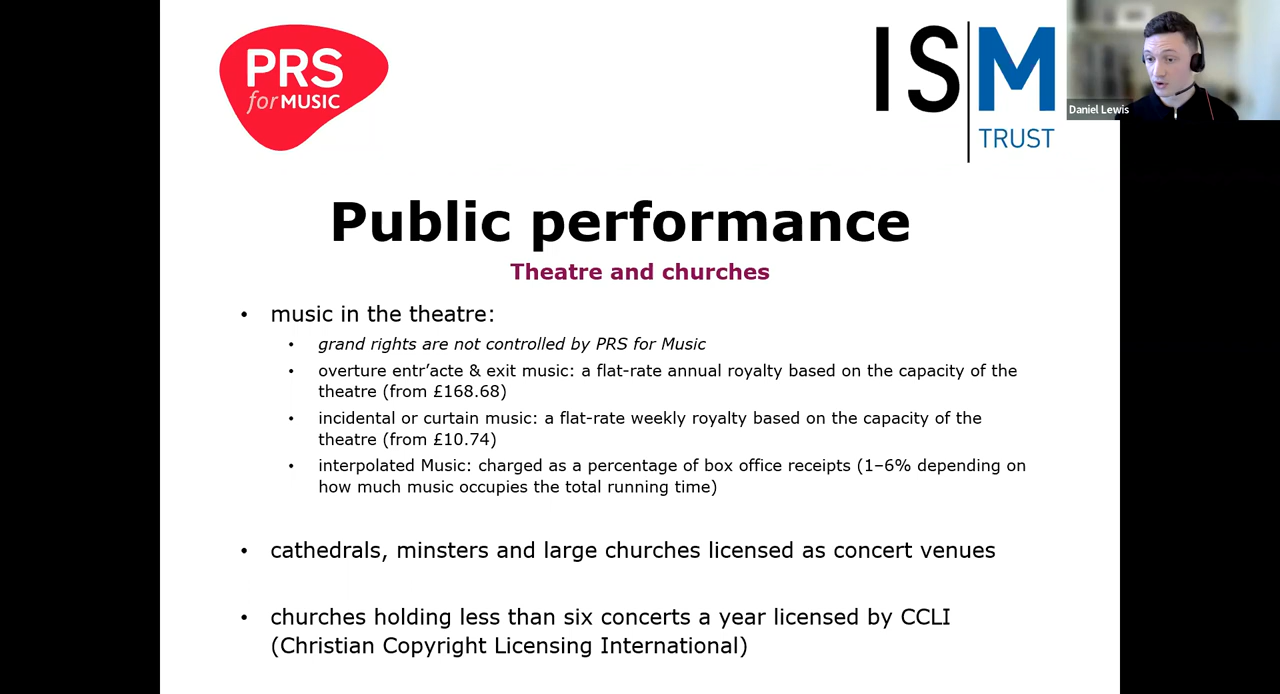 PRS
for MUSIC
ISM
TRUST
Daniel Lewis
Public performance
Theatre and churches
• music in the theatre:
• grand rights are not controlled by PRS for Music
• overture entr’acte & exit music: a flat-rate annual royalty based on the capacity of the
theatre (from £168.68)
• incidental or curtain music: a flat-rate weekly royalty based on the capacity of the
theatre (from £10.74)
• interpolated Music: charged as a percentage of box office receipts (1–6% depending on
how much music occupies the total running time)
• cathedrals, minsters and large churches licensed as concert venues
• churches holding less than six concerts a year licensed by CCLI
(Christian Copyright Licensing International)